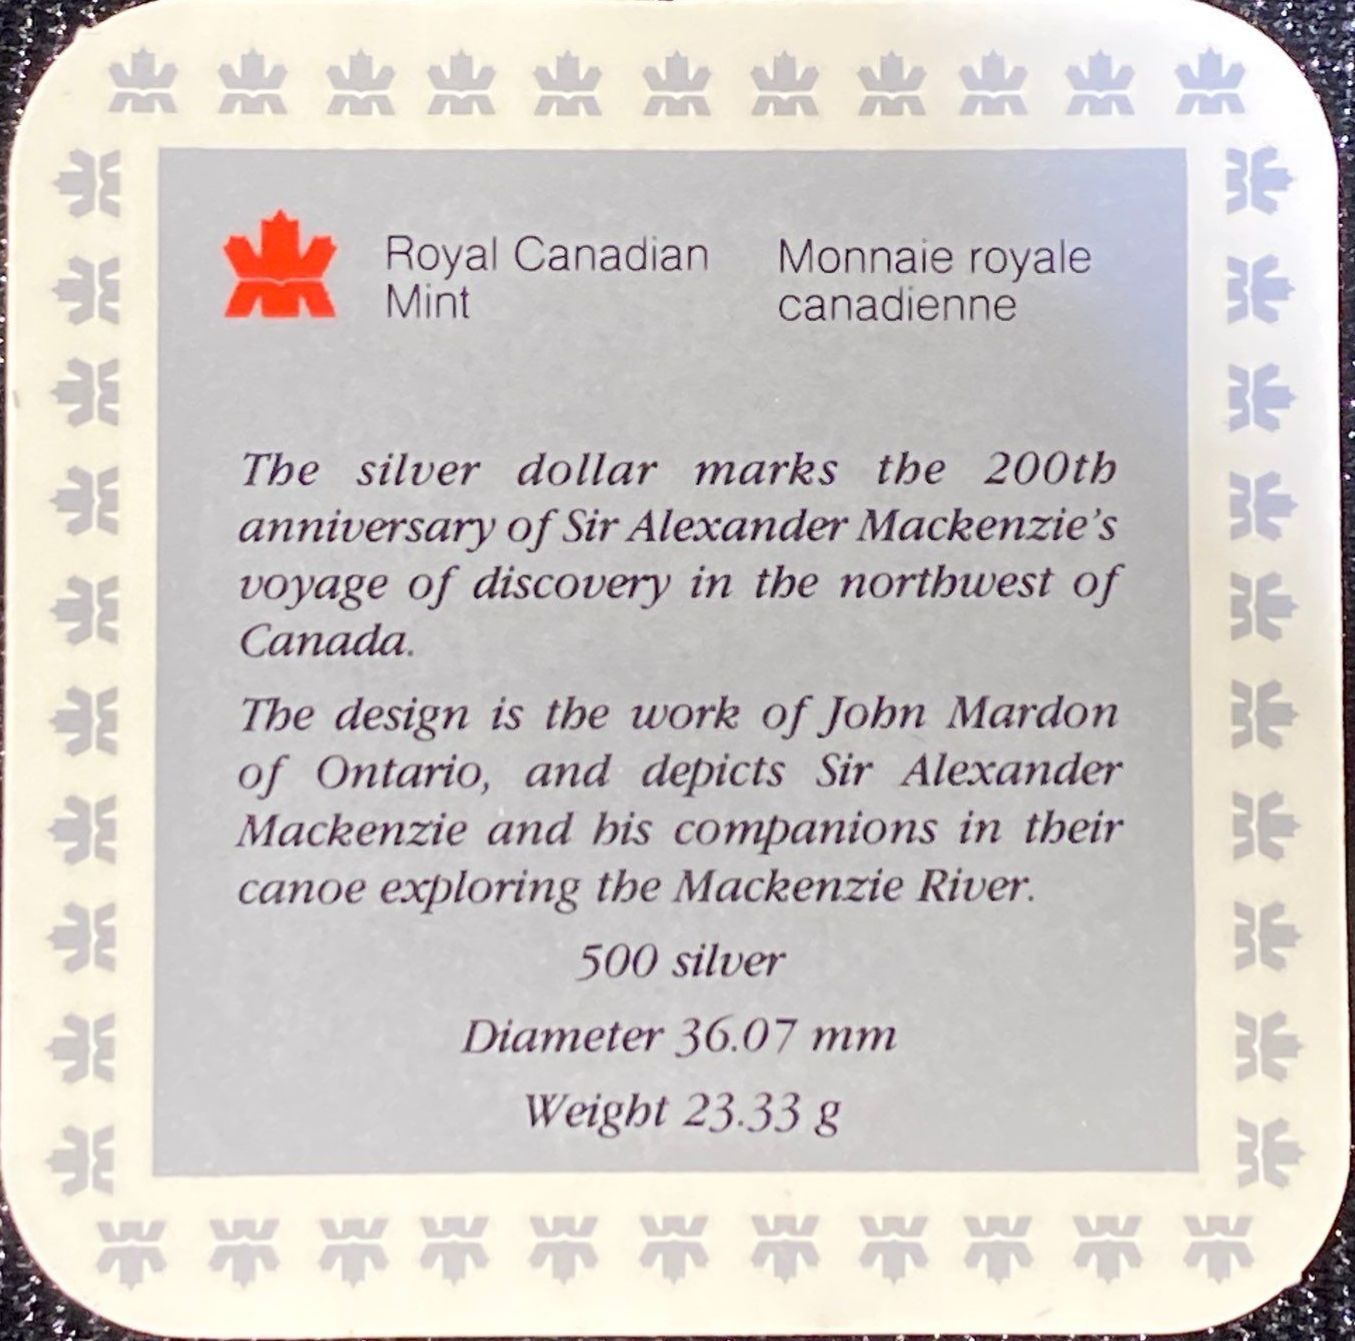 Royal Canadian Mint
Monnaie royale canadienne
The silver dollar marks the 200th
anniversary of Sir Alexander Mackenzie's
voyage of discovery in the northwest of
Canada.
The design is the work of John Mardon
of Ontario, and depicts Sir Alexander
Mackenzie and his companions in their
canoe exploring the Mackenzie River.
500 silver
Diameter 36.07 mm
Weight 23.33 g